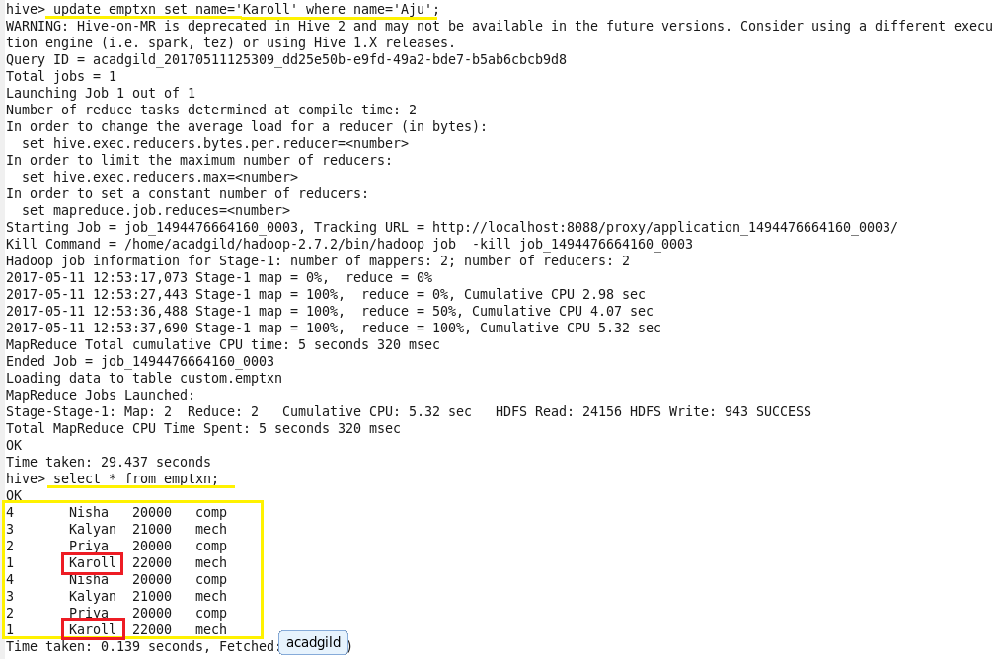 hive> update emptxn set name='Karoll' where name='Aju';
WARNING: Hive-on-MR is deprecated in Hive 2 and may not be available in the future versions. Consider using a different execu
tion engine (i.e. spark, tez) or using Hive 1.X releases.
Query ID = acadgild_20170511125309_dd25e50b-e9fd-49a2-bde7-b5ab6cbcb9d8
Total jobs = 1
Launching Job 1 out of 1
Number of reduce tasks determined at compile time: 2
In order to change the average load for a reducer (in bytes):
  set hive.exec.reducers.bytes.per.reducer=<number>
In order to limit the maximum number of reducers:
  set hive.exec.reducers.max=<number>
In order to set a constant number of reducers:
  set mapreduce.job.reduces=<number>
Starting Job = job_1494476664160_0003, Tracking URL = http://localhost:8088/proxy/application_1494476664160_0003/
Kill Command = /home/acadgild/hadoop-2.7.2/bin/hadoop job  -kill job_1494476664160_0003
Hadoop job information for Stage-1: number of mappers: 2; number of reducers: 2
2017-05-11 12:53:17,073 Stage-1 map = 0%,  reduce = 0%
2017-05-11 12:53:27,443 Stage-1 map = 100%,  reduce = 0%, Cumulative CPU 2.98 sec
2017-05-11 12:53:36,488 Stage-1 map = 100%,  reduce = 50%, Cumulative CPU 4.07 sec
2017-05-11 12:53:37,690 Stage-1 map = 100%,  reduce = 100%, Cumulative CPU 5.32 sec
MapReduce Total cumulative CPU time: 5 seconds 320 msec
Ended Job = job_1494476664160_0003
Loading data to table custom.emptxn
MapReduce Jobs Launched:
Stage-Stage-1: Map: 2  Reduce: 2   Cumulative CPU: 5.32 sec   HDFS Read: 24156 HDFS Write: 943 SUCCESS
Total MapReduce CPU Time Spent: 5 seconds 320 msec
OK
Time taken: 29.437 seconds
hive> select * from emptxn;
OK
4       Nisha   20000   comp
3       Kalyan  21000   mech
2       Priya   20000   comp
1       Karoll  22000   mech
4       Nisha   20000   comp
3       Kalyan  21000   mech
2       Priya   20000   comp
1       Karoll  22000   mech
Time taken: 0.139 seconds, Fetched: )
acadgild